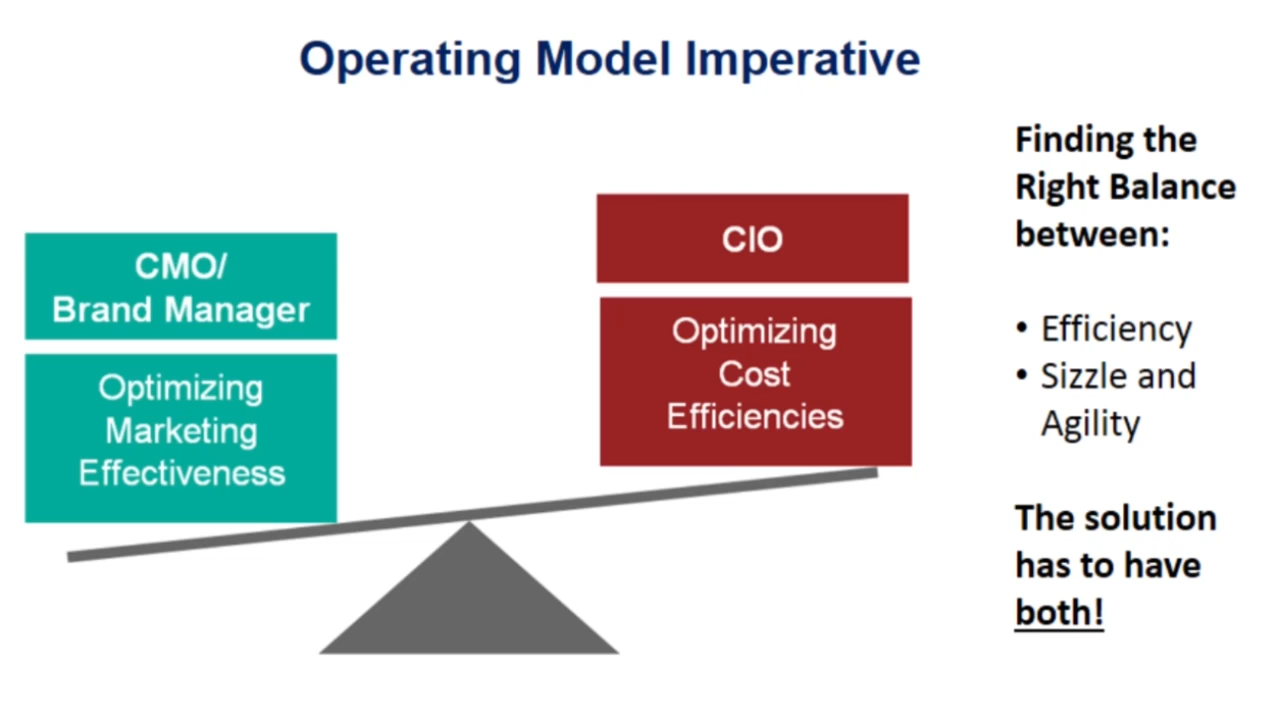 Operating Model Imperative
CMO/
Brand Manager
Optimizing
Marketing
Effectiveness
CIO
Optimizing
Cost
Efficiencies
Finding the
Right Balance
between:
• Efficiency
• Sizzle and
Agility
The solution
has to have
both!